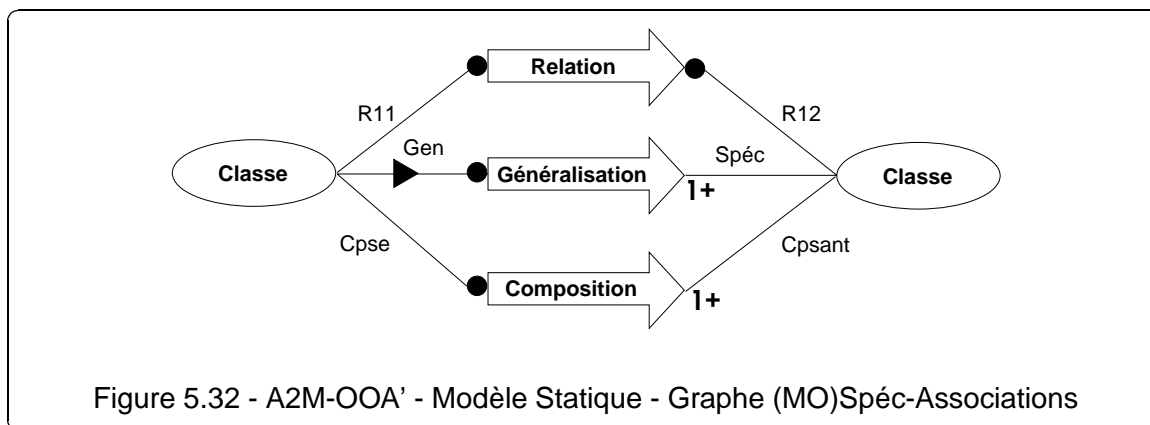 Relation
R11
R12
Gen
Spéc
Classe
Généralisation
Classe
1+
Cpse
Cpsant
Composition
1+
Figure 5.32 - A2M-OOA' - Modèle Statique - Graphe (MO)Spéc-Associations